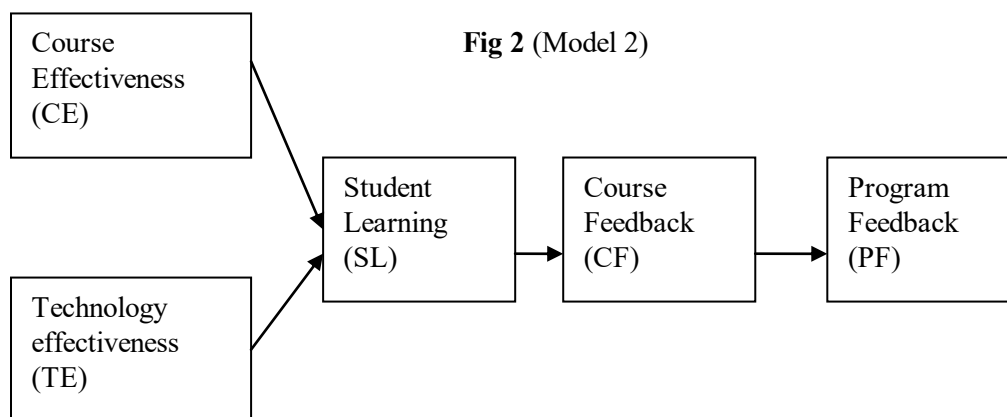 Course
Effectiveness
(CE)
Fig 2 (Model 2)
Student
Learning
(SL)
Course
Feedback
(CF)
Program
Feedback
(PF)
Technology
effectiveness
(TE)